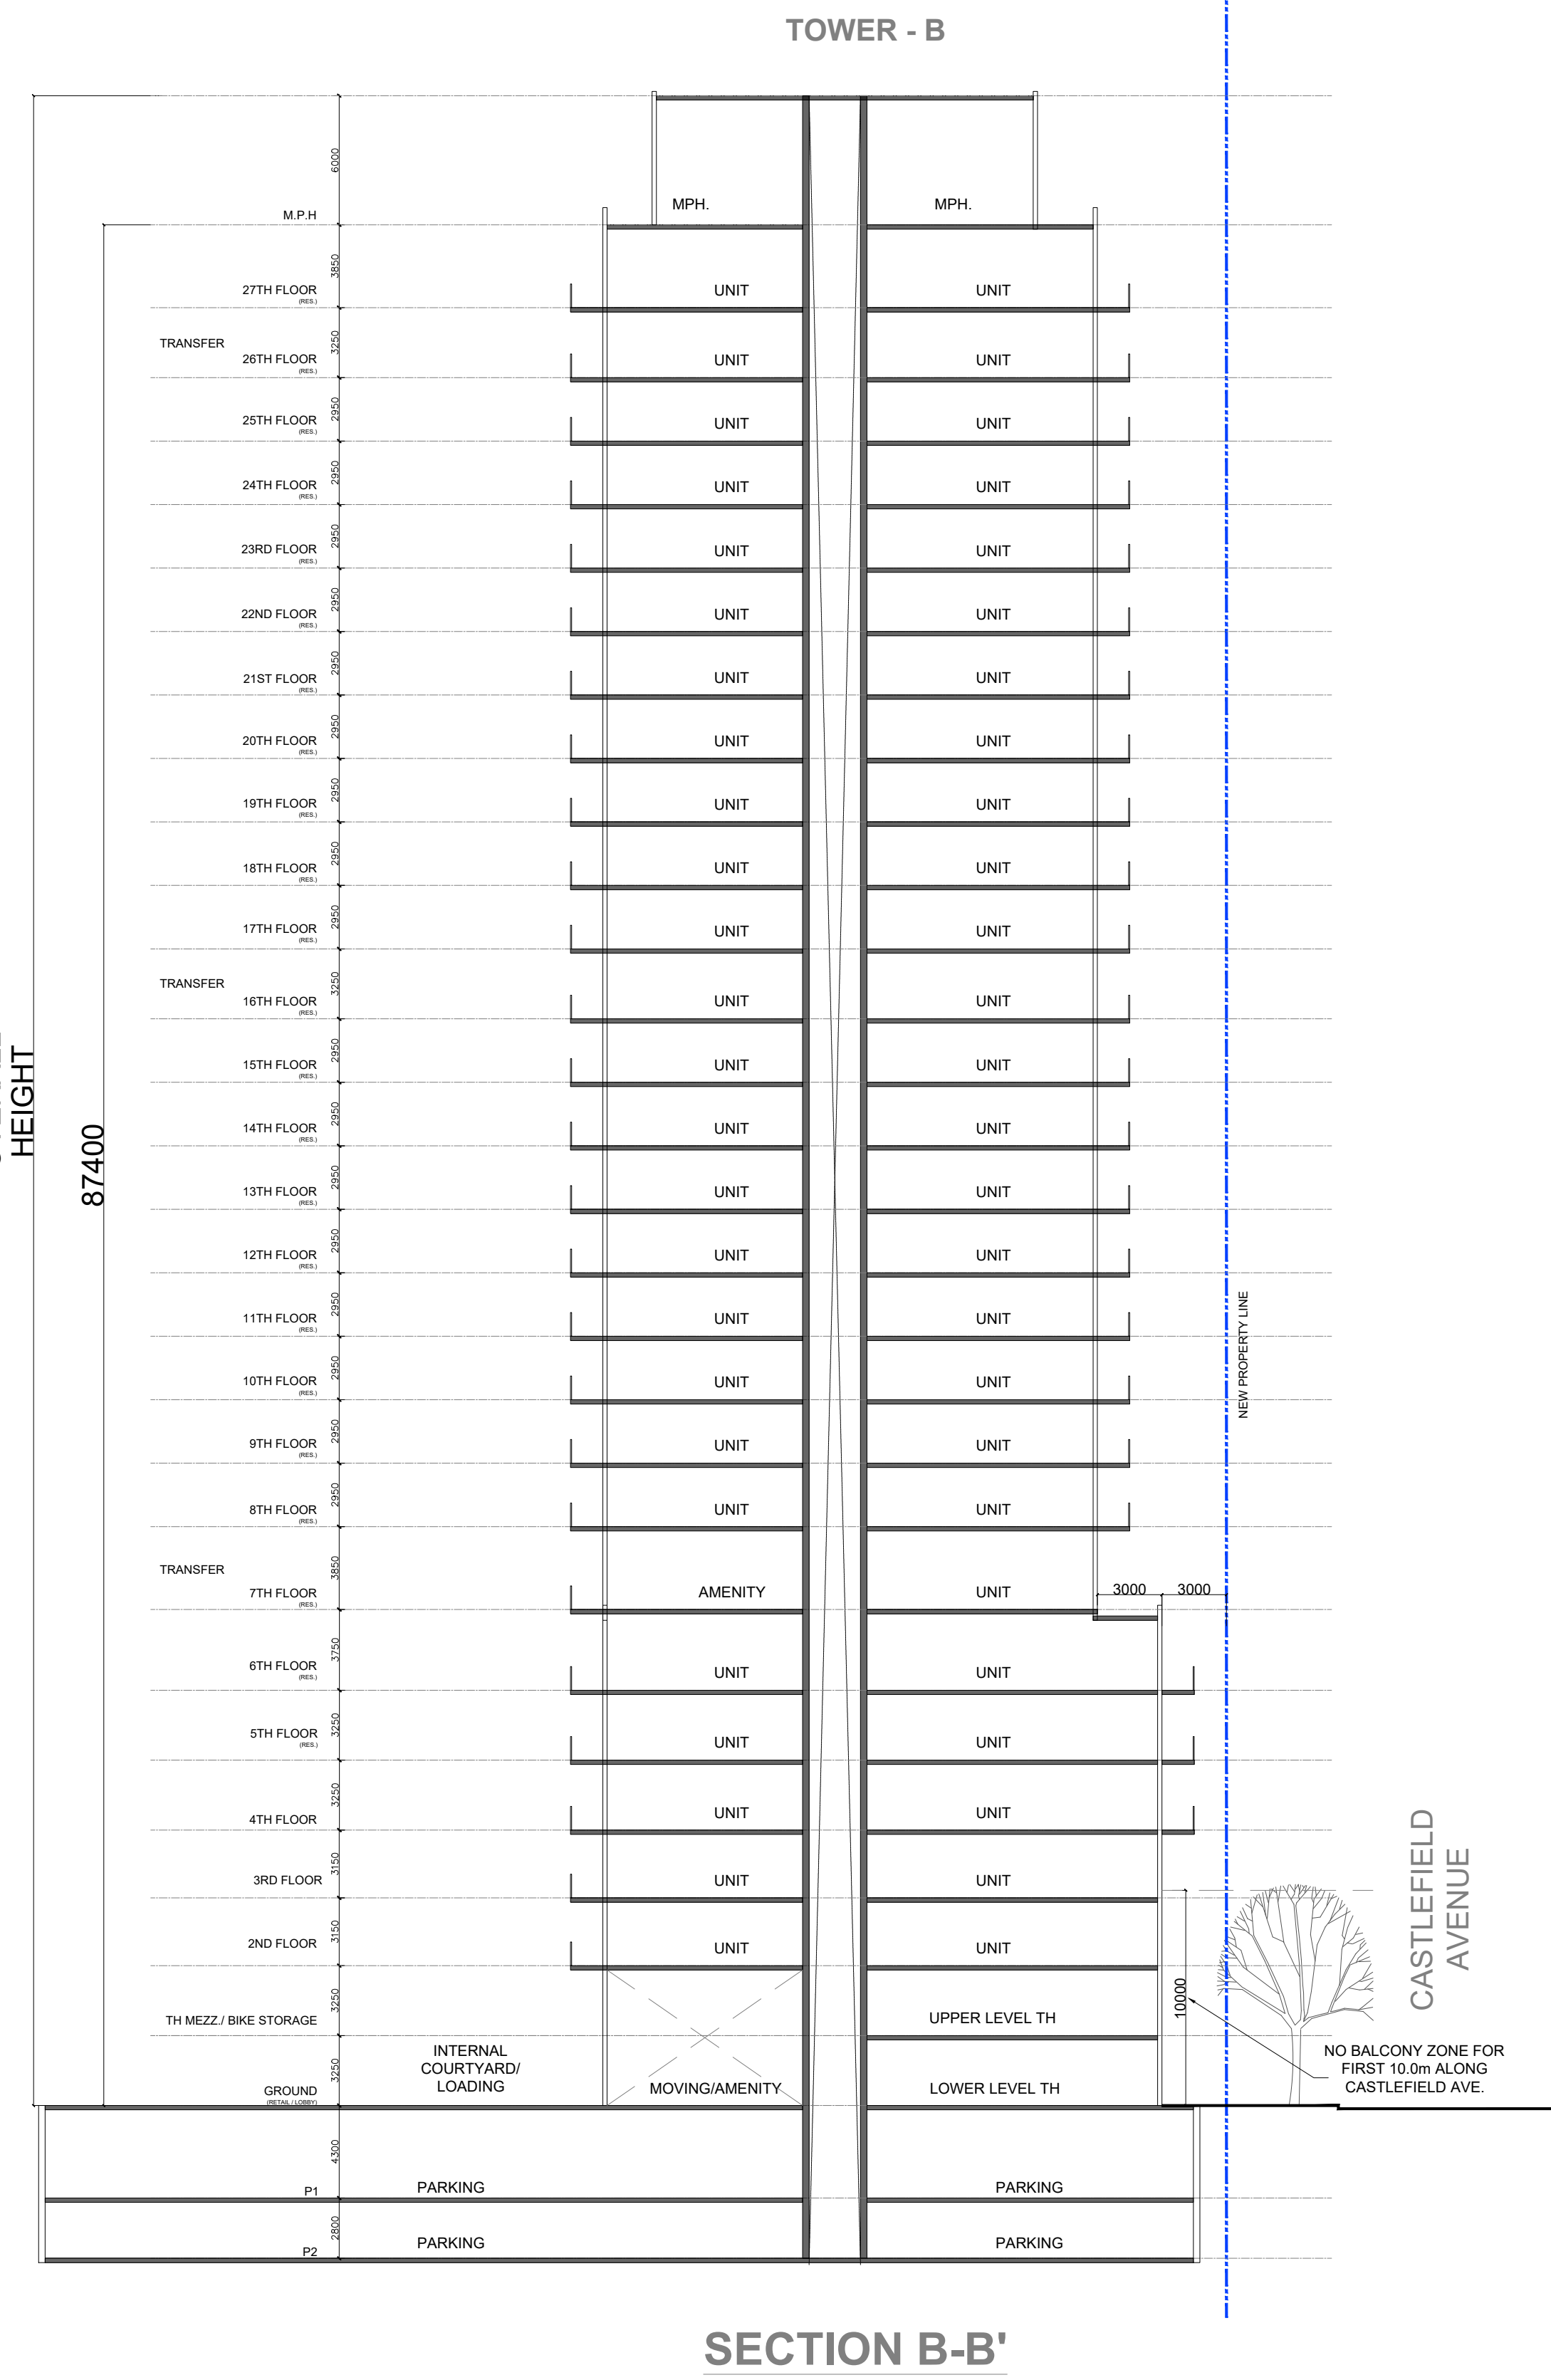 TOWER - B
6000
M.P.H
MPH.
MPH.
3850
27TH FLOOR
(RES.)
UNIT
UNIT
TRANSFER
3250
26TH FLOOR
(RES.)
UNIT
UNIT
2950
25TH FLOOR
(RES.)
UNIT
UNIT
2950
24TH FLOOR
(RES.)
UNIT
UNIT
2950
23RD FLOOR
(RES.)
UNIT
UNIT
2950
22ND FLOOR
(RES.)
UNIT
UNIT
2950
21ST FLOOR
(RES.)
UNIT
UNIT
2950
20TH FLOOR
(RES.)
UNIT
UNIT
2950
19TH FLOOR
(RES.)
UNIT
UNIT
2950
18TH FLOOR
(RES.)
UNIT
UNIT
2950
17TH FLOOR
(RES.)
UNIT
UNIT
TRANSFER
3250
16TH FLOOR
(RES.)
UNIT
UNIT
HEIGHT
87400
2950
15TH FLOOR
(RES.)
UNIT
UNIT
2950
14TH FLOOR
(RES.)
UNIT
UNIT
2950
13TH FLOOR
(RES.)
UNIT
UNIT
2950
12TH FLOOR
(RES.)
UNIT
UNIT
2950
11TH FLOOR
(RES.)
UNIT
UNIT
NEW PROPERTY LINE
2950
10TH FLOOR
(RES.)
UNIT
UNIT
2950
9TH FLOOR
(RES.)
UNIT
UNIT
2950
8TH FLOOR
(RES.)
UNIT
UNIT
TRANSFER
3850
7TH FLOOR
(RES.)
AMENITY
UNIT
3000
3000
3750
6TH FLOOR
(RES.)
UNIT
UNIT
3250
5TH FLOOR
(RES.)
UNIT
UNIT
3250
4TH FLOOR
UNIT
UNIT
3150
3RD FLOOR
UNIT
UNIT
CASTLEFIELD
AVENUE
3150
2ND FLOOR
UNIT
UNIT
3250
TH MEZZ./ BIKE STORAGE
UPPER LEVEL TH
10000
NO BALCONY ZONE FOR
FIRST 10.0m ALONG
CASTLEFIELD AVE.
3250
GROUND
(RETAIL / LOBBY)
INTERNAL
COURTYARD/
LOADING
MOVING/AMENITY
LOWER LEVEL TH
4300
P1
PARKING
PARKING
2800
P2
PARKING
PARKING
SECTION B-B'